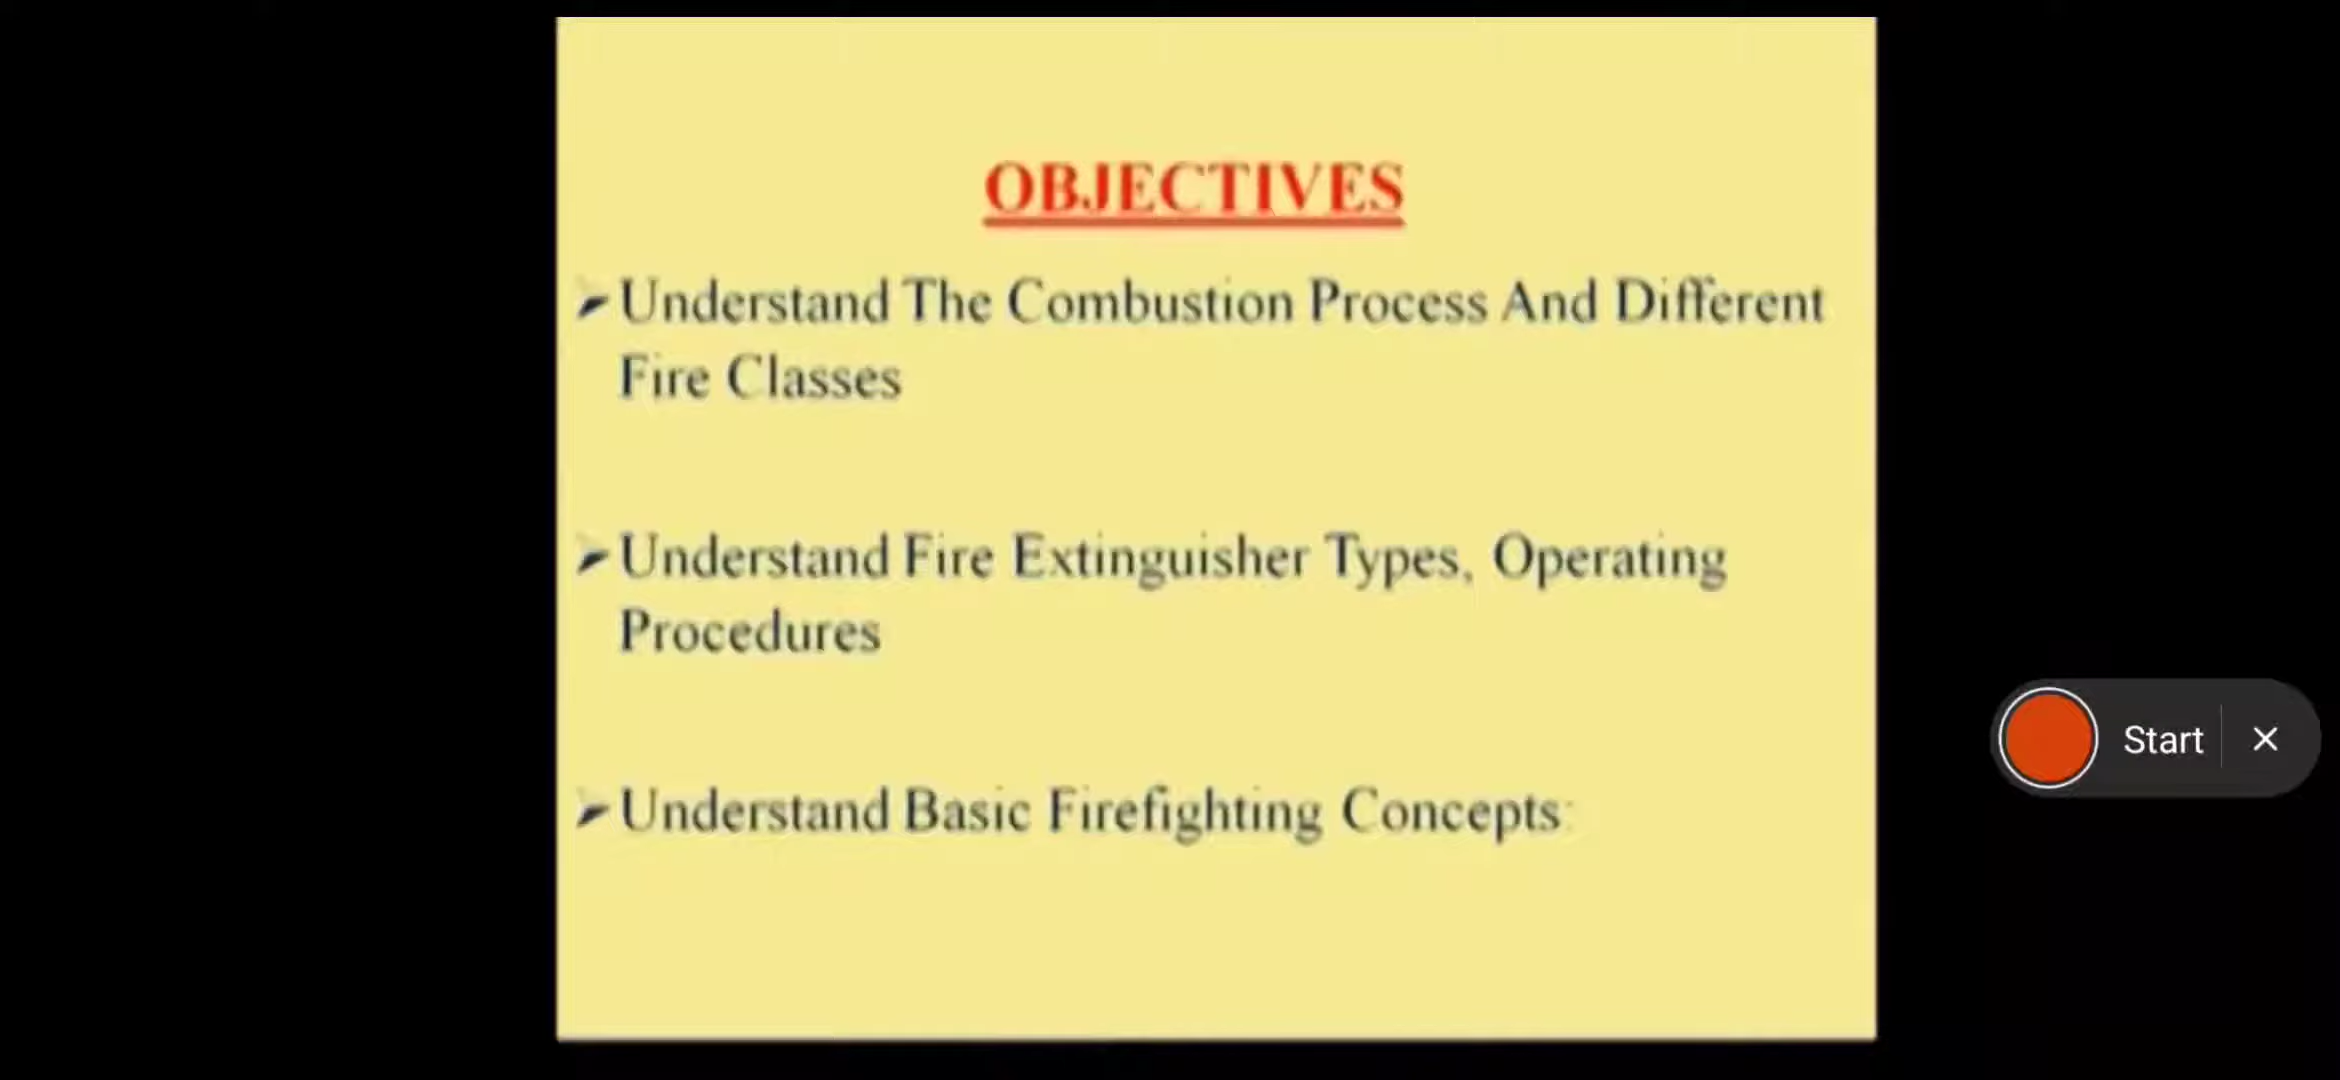 OBJECTIVES
➢Understand The Combustion Process And Different
Fire Classes
➢Understand Fire Extinguisher Types, Operating
Procedures
➢Understand Basic Firefighting Concepts:
Start ×